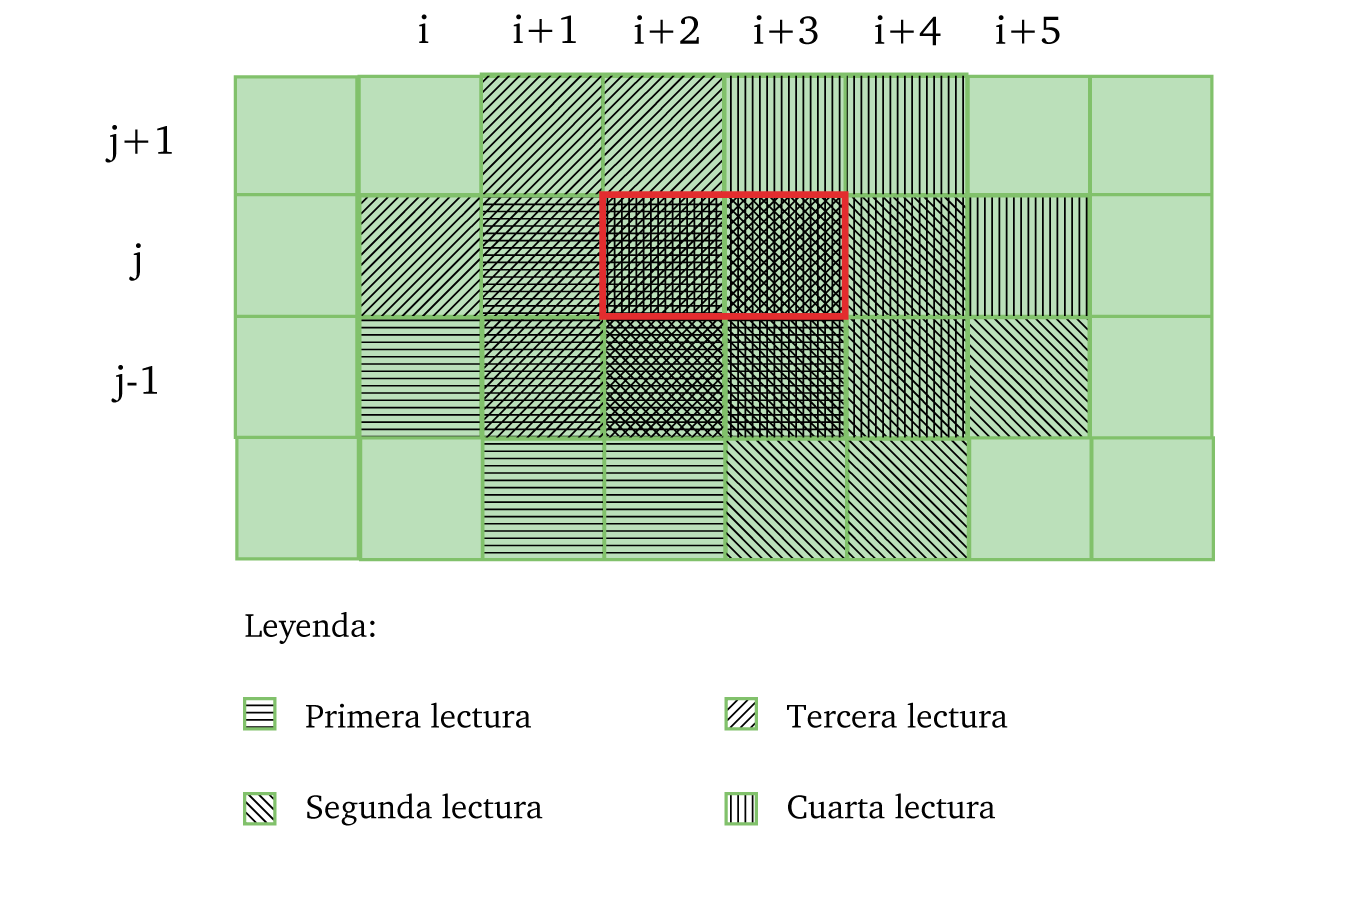 i i+1 i+2 i+3 i+4 i+5
j+1
j
j-1
Leyenda:
Primera lectura
Tercera lectura
Segunda lectura
Cuarta lectura